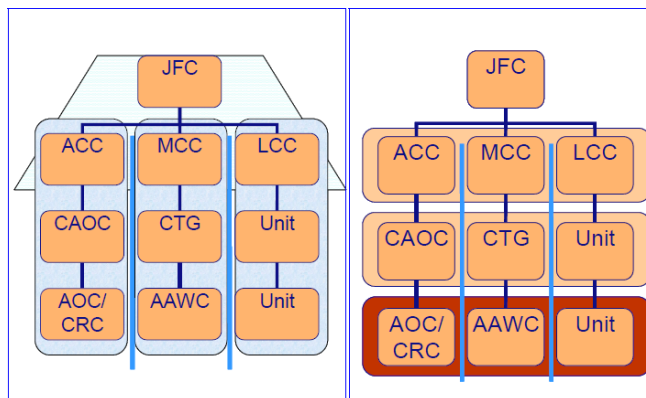 JFC
ACC MCC LCC
CAOC CTG Unit
AOC/ AAWC Unit
CRC
JFC
ACC MCC LCC
CAOC CTG Unit
AOC/ AAWC Unit
CRC